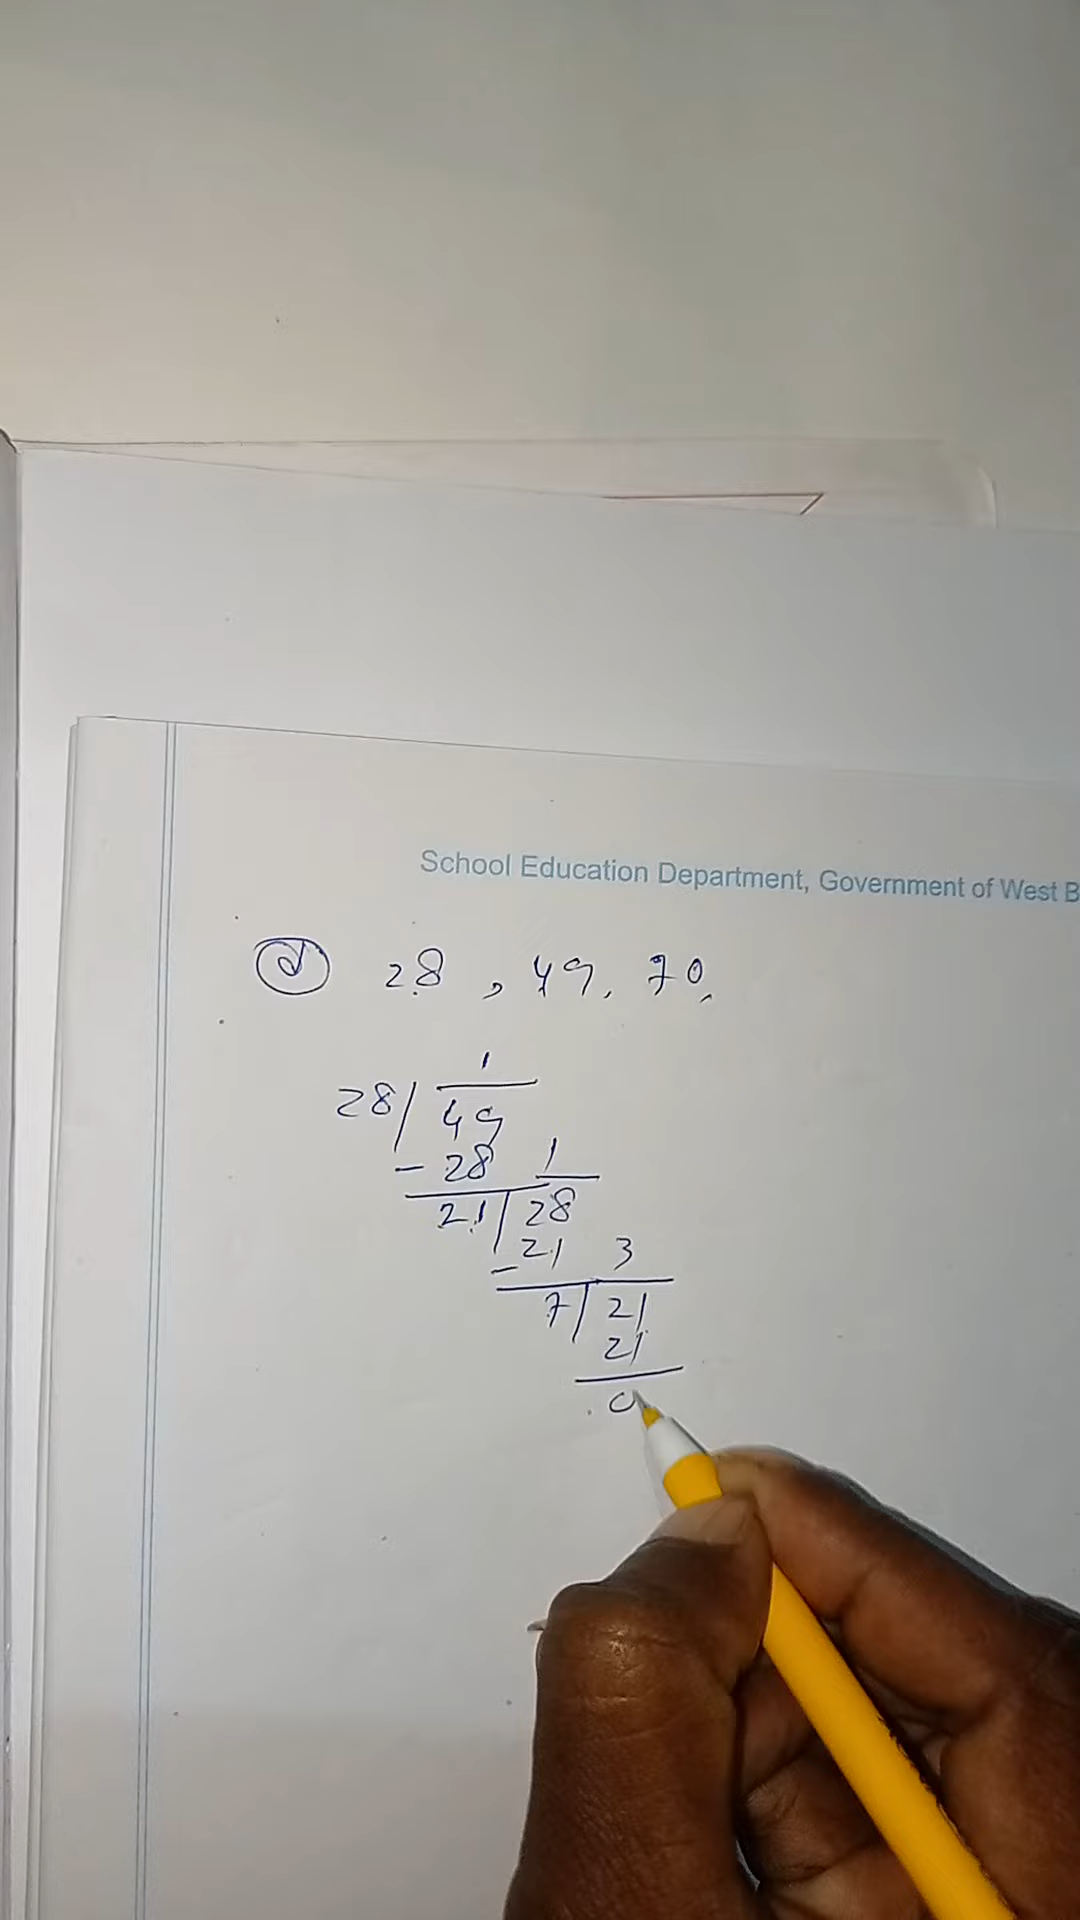 School Education Department, Government of West B
d 28 , 49, 70,
1
28 / 49
- 28 1
21 / 28
- 21 3
7 / 21
21
0